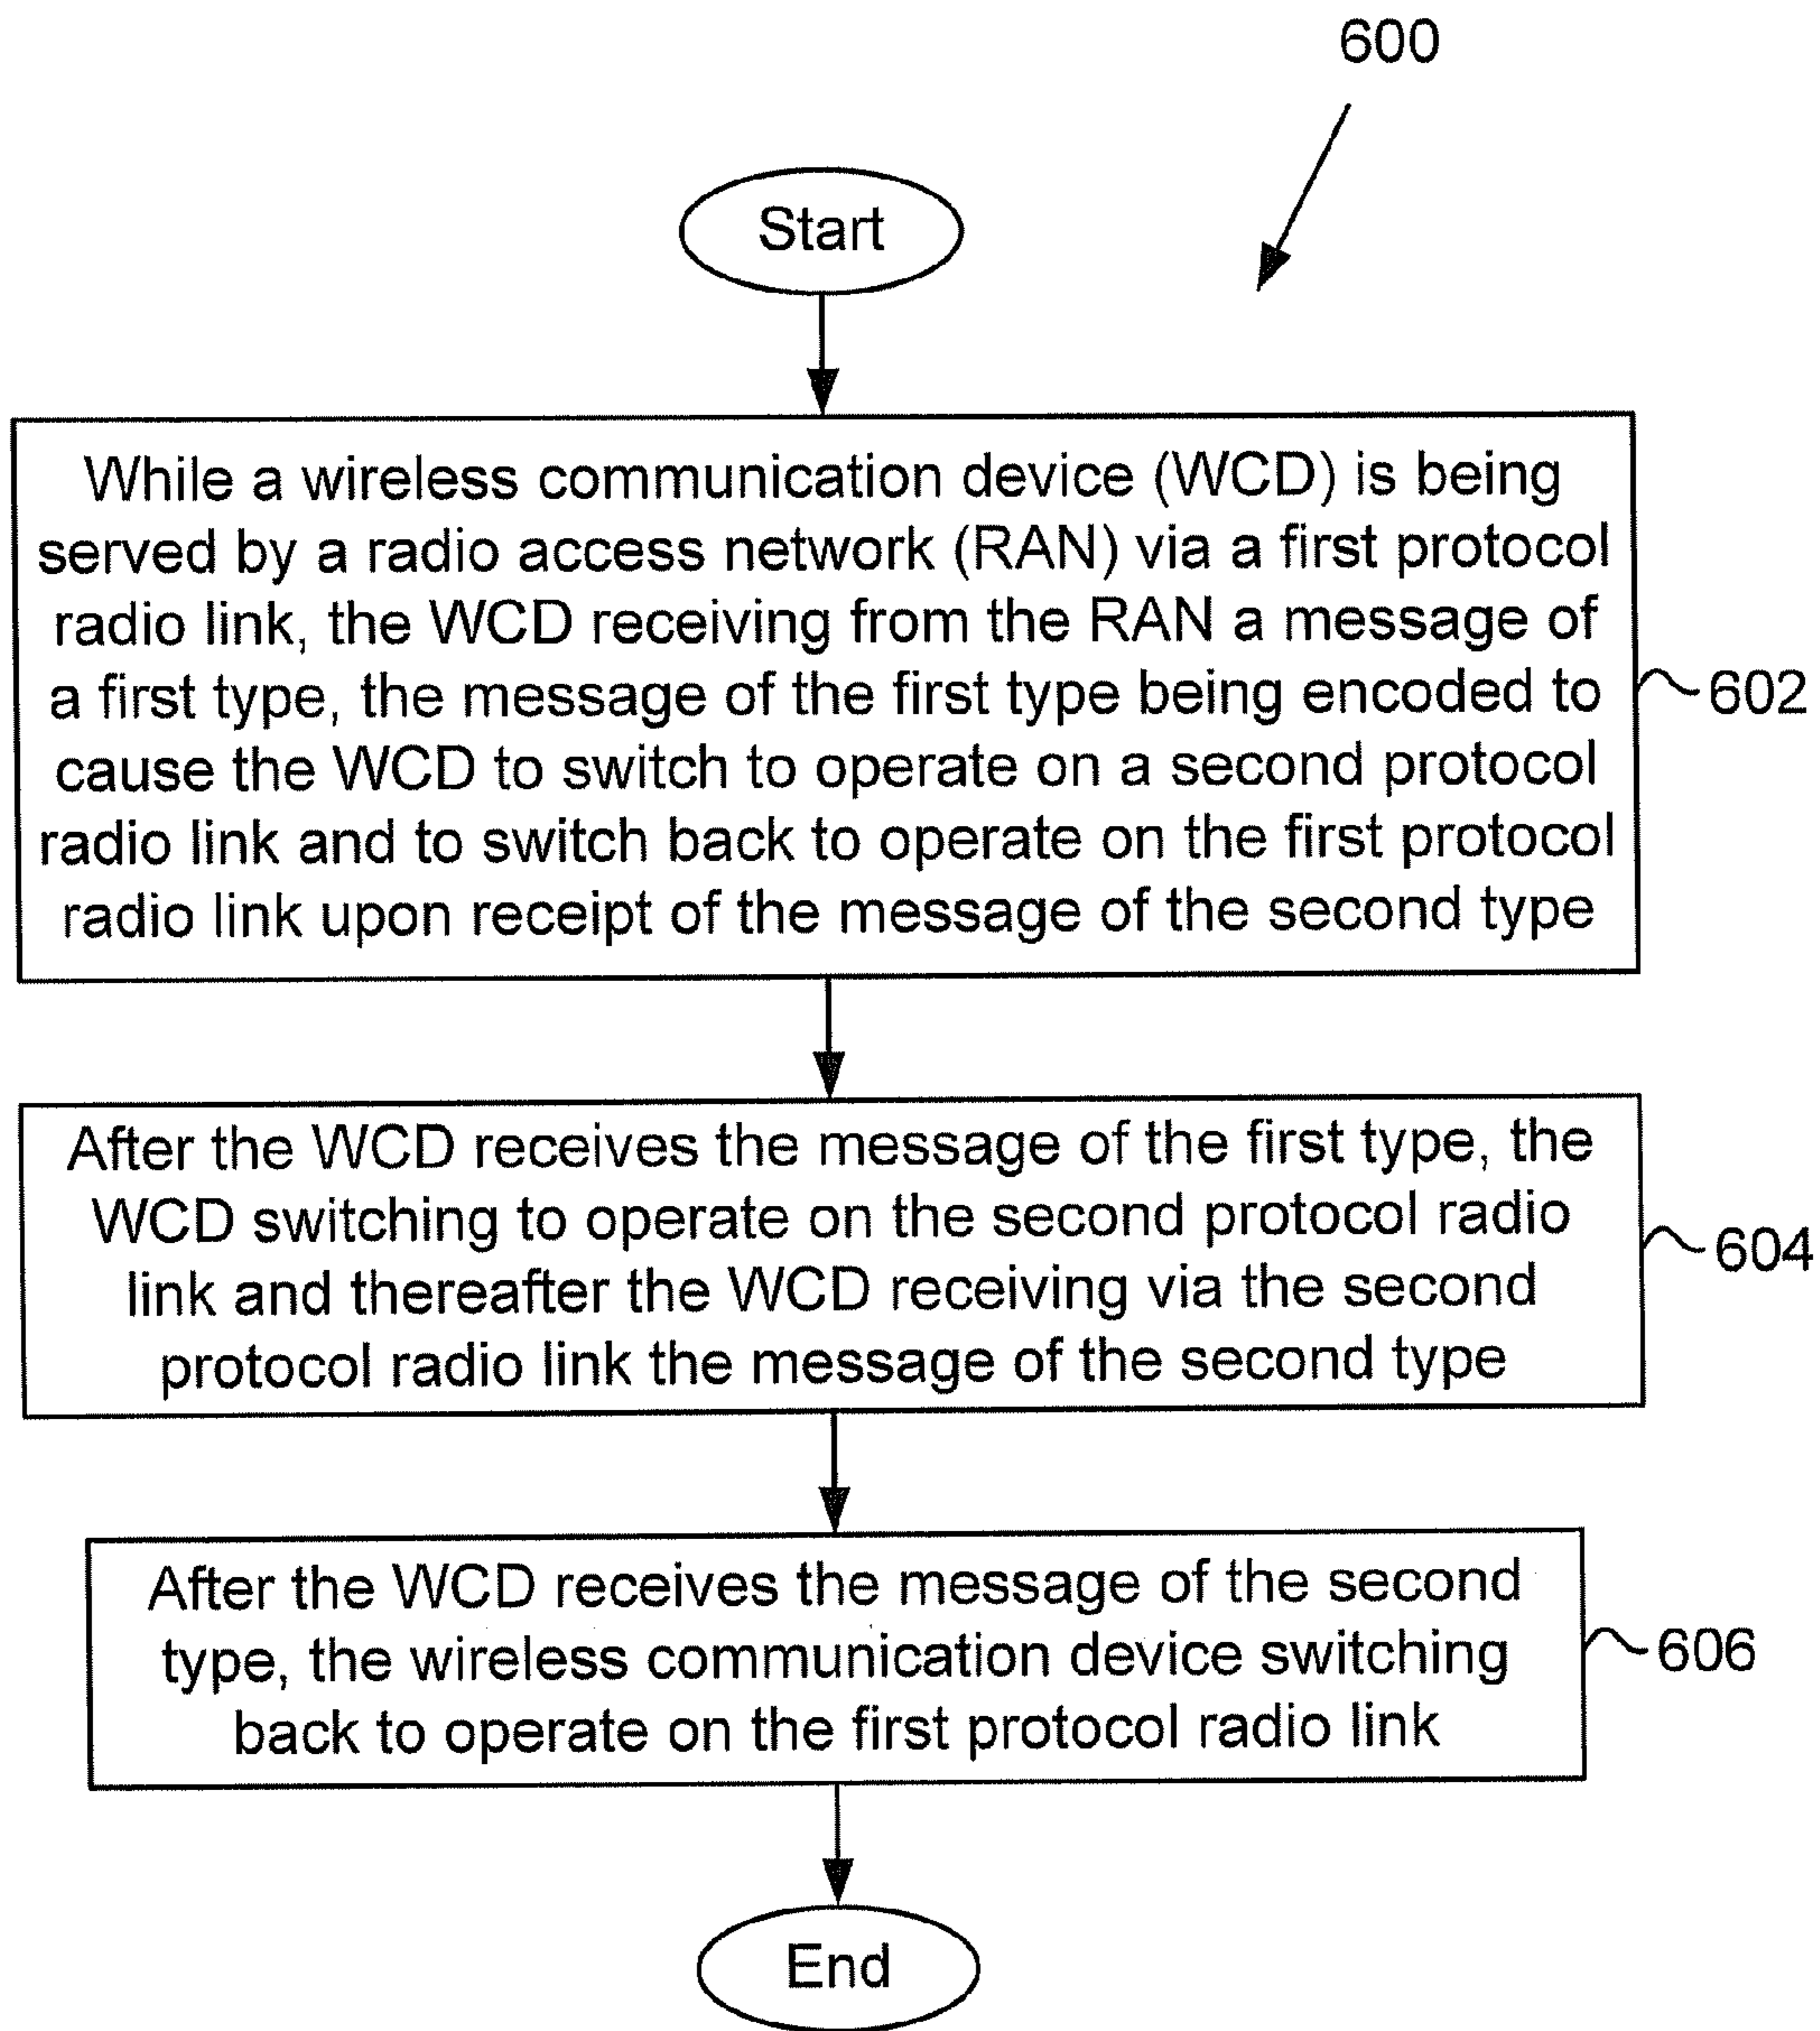 600
Start
While a wireless communication device (WCD) is being
served by a radio access network (RAN) via a first protocol
radio link, the WCD receiving from the RAN a message of
a first type, the message of the first type being encoded to
cause the WCD to switch to operate on a second protocol
radio link and to switch back to operate on the first protocol
radio link upon receipt of the message of the second type
602
After the WCD receives the message of the first type, the
WCD switching to operate on the second protocol radio
link and thereafter the WCD receiving via the second
protocol radio link the message of the second type
604
After the WCD receives the message of the second
type, the wireless communication device switching
back to operate on the first protocol radio link
606
End